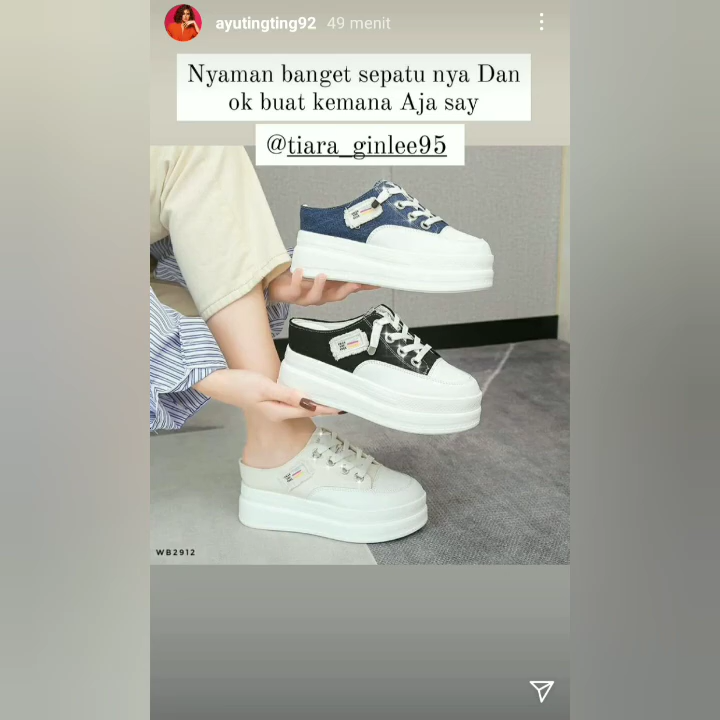 ayutingting92 49 menit
Nyaman banget sepatu nya Dan
ok buat kemana Aja say
@tiara_ginlee95
WB2912